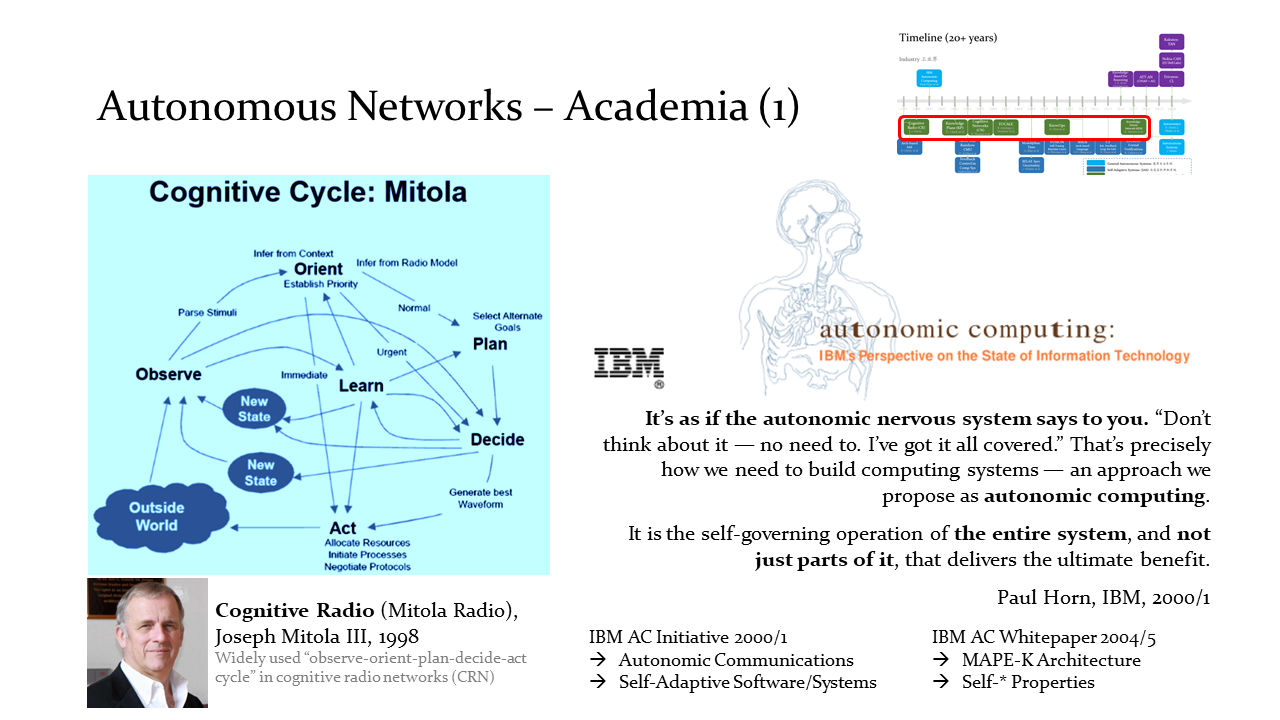 Timeline (20+ years)
Industry
Autonomous Networks – Academia (1)
Cognitive Cycle: Mitola
Infer from Context
Orient
Infer from Radio Model
Establish Priority
Parse Stimuli
Normal
Select Alternate
Goals
Plan
Urgent
Immediate
Observe
Learn
New
State
Decide
New
State
Generate best
Waveform
Outside
World
Act
Allocate Resources
Initiate Processes
Negotiate Protocols
Cognitive Radio (Mitola Radio),
Joseph Mitola III, 1998
Widely used “observe-orient-plan-decide-act
cycle” in cognitive radio networks (CRN)
autonomic computing:
IBM's Perspective on the State of Information Technology
IBM®
It’s as if the autonomic nervous system says to you. “Don’t
think about it — no need to. I’ve got it all covered.” That’s precisely
how we need to build computing systems — an approach we
propose as autonomic computing.
It is the self-governing operation of the entire system, and not
just parts of it, that delivers the ultimate benefit.
Paul Horn, IBM, 2000/1
IBM AC Initiative 2000/1
→ Autonomic Communications
→ Self-Adaptive Software/Systems
IBM AC Whitepaper 2004/5
→ MAPE-K Architecture
→ Self-* Properties